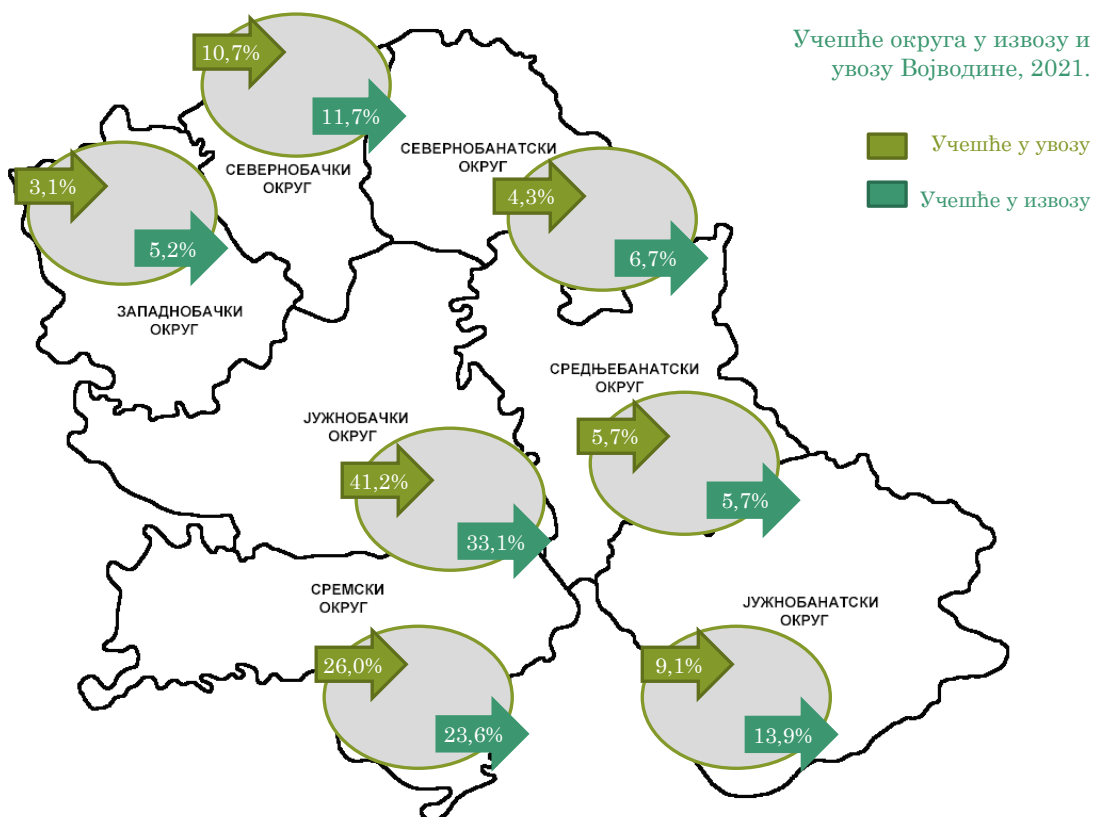 Учешће округа у извозу и
увозу Војводине, 2021.
Учешће у увозу
Учешће у извозу
10,7%
11,7%
СЕВЕРНОБАЧКИ
ОКРУГ
СЕВЕРНОБАНАТСКИ
ОКРУГ
4,3%
6,7%
3,1%
5,2%
ЗАПАДНОБАЧКИ
ОКРУГ
СРЕДЊЕБАНАТСКИ
ОКРУГ
5,7%
5,7%
ЈУЖНОБАЧКИ
ОКРУГ
41,2%
33,1%
СРЕМСКИ
ОКРУГ
26,0%
23,6%
ЈУЖНОБАНАТСКИ
ОКРУГ
9,1%
13,9%